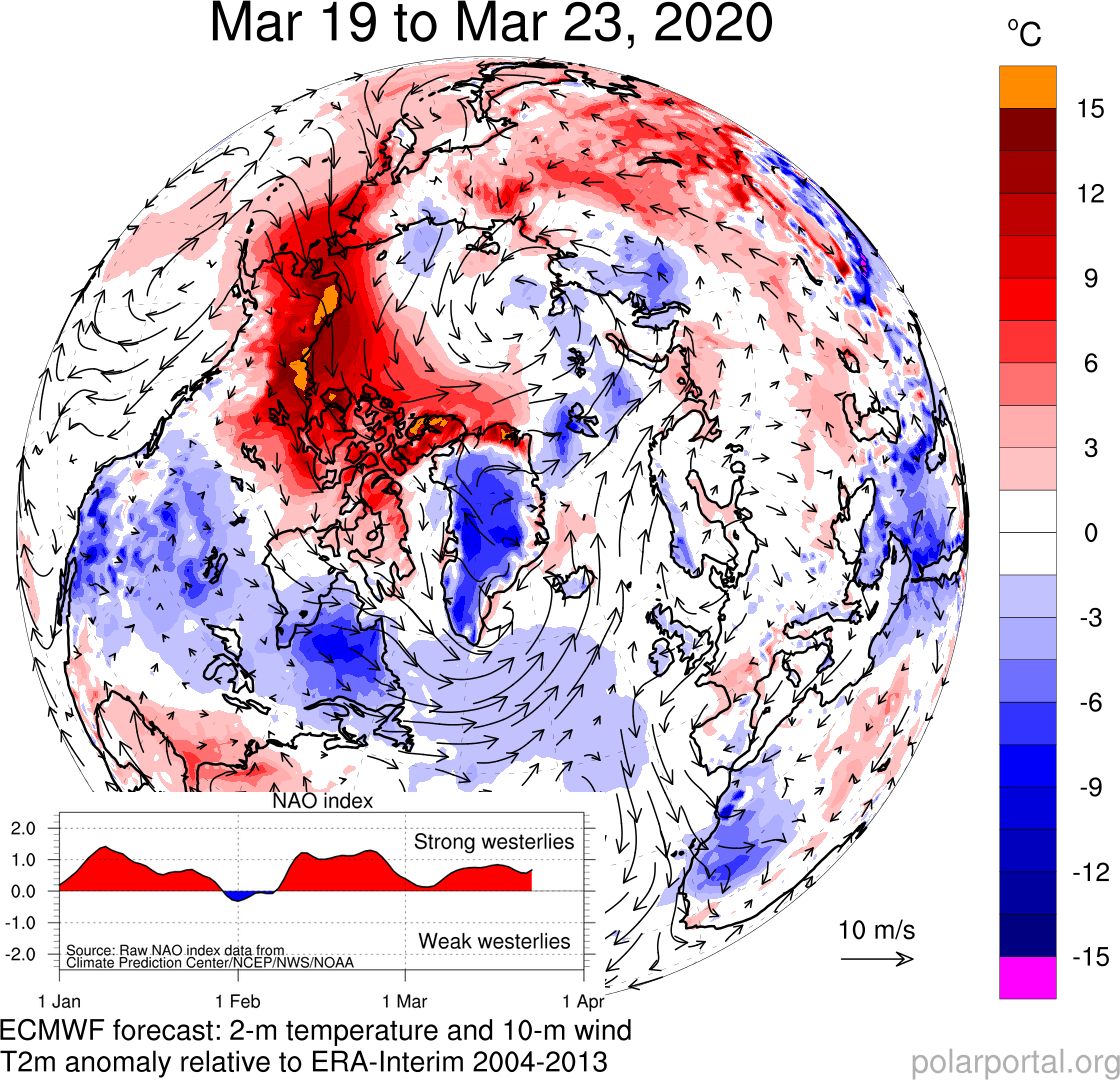 Mar 19 to Mar 23, 2020
°C
15
12
9
6
3
0
-3
-6
-9
-12
-15
NAO index
2.0
1.0
0.0
-1.0
-2.0
Strong westerlies
Weak westerlies
Source: Raw NAO index data from
Climate Prediction Center/NCEP/NWS/NOAA
1 Jan
1 Feb
1 Mar
1 Apr
10 m/s
ECMWF forecast: 2-m temperature and 10-m wind
T2m anomaly relative to ERA-Interim 2004-2013
polarportal.org